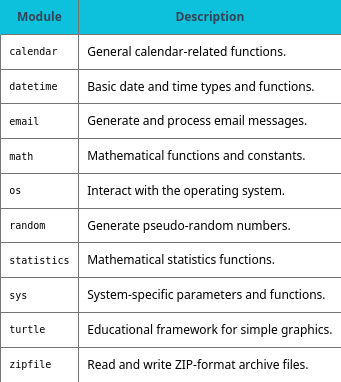 Module Description
calendar General calendar-related functions.
datetime Basic date and time types and functions.
email Generate and process email messages.
math Mathematical functions and constants.
os Interact with the operating system.
random Generate pseudo-random numbers.
statistics Mathematical statistics functions.
sys System-specific parameters and functions.
turtle Educational framework for simple graphics.
zipfile Read and write ZIP-format archive files.